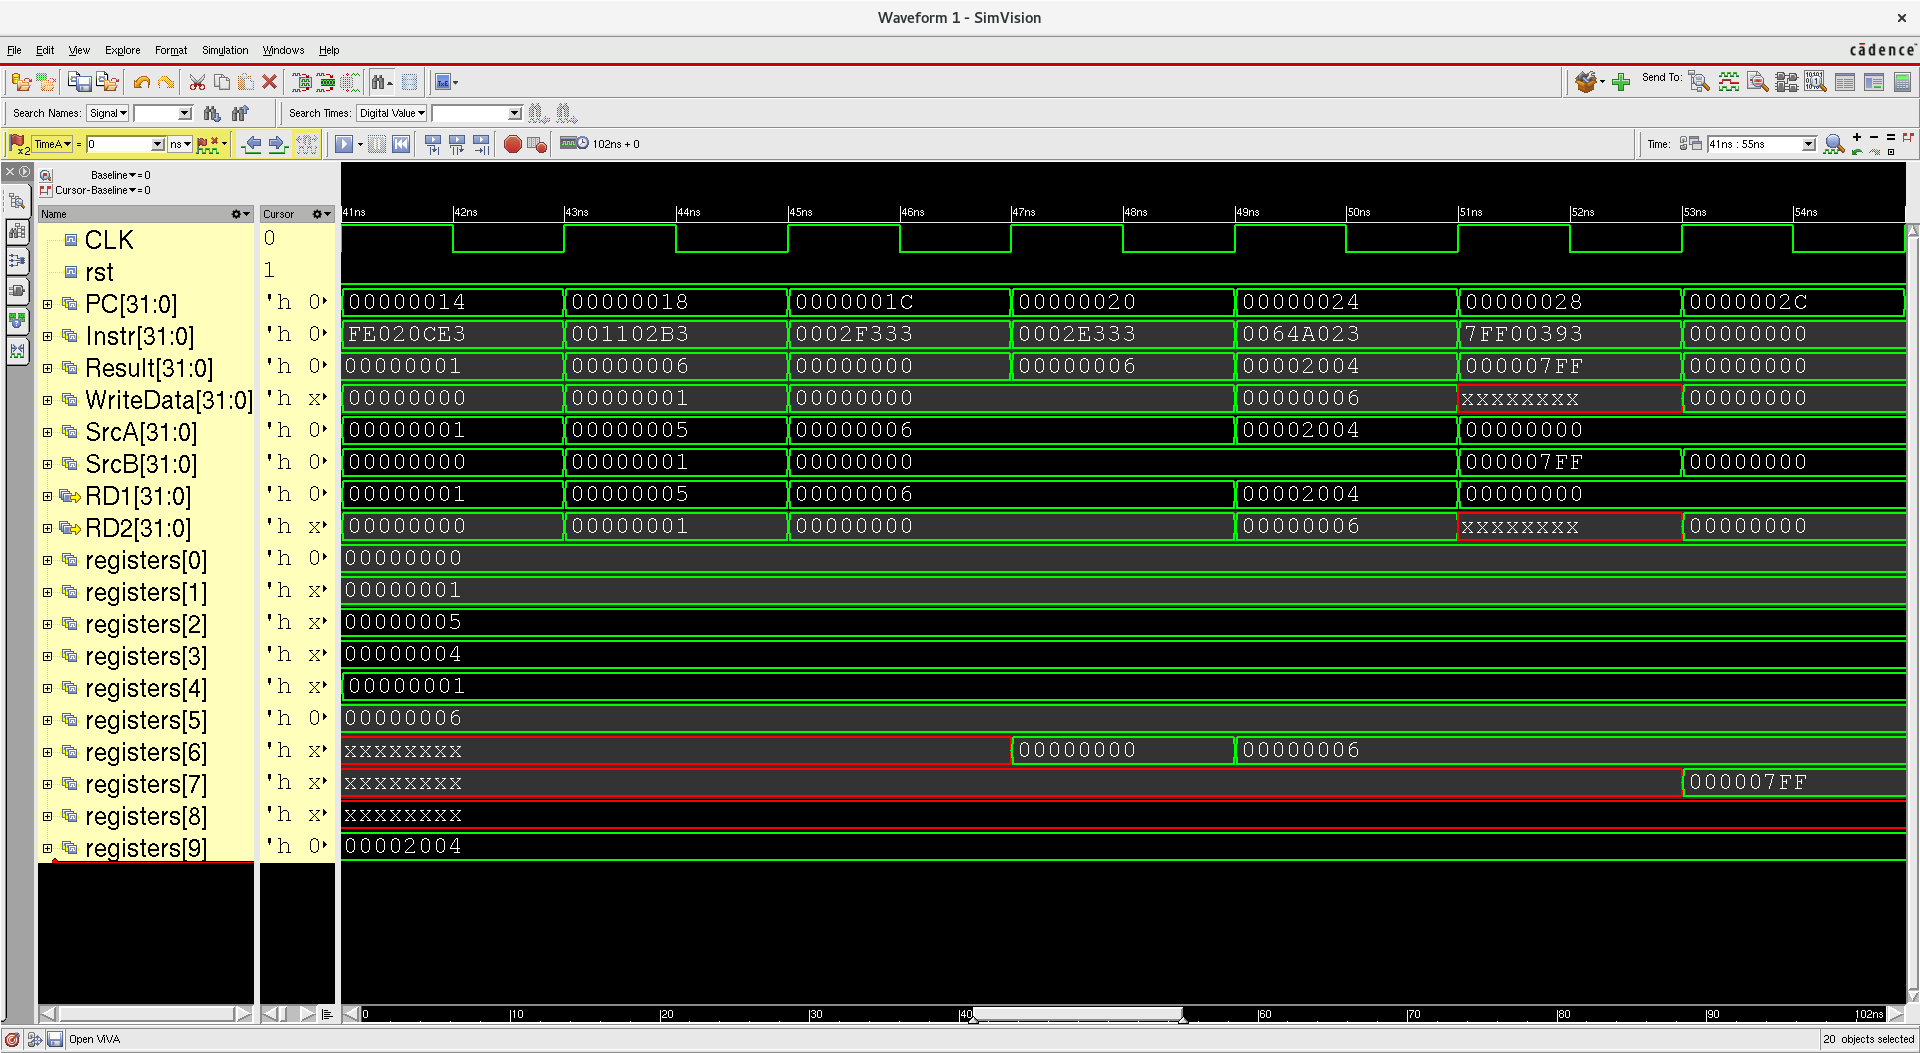 Waveform 1 - SimVision
File Edit View Explore Format Simulation Windows Help
cādence
Send To:
Search Names: Signal Search Times: Digital Value
x2 TimeA = 0 ns 102ns + 0 Time: 41ns : 55ns
Baseline = 0
Cursor-Baseline = 0
Name Cursor 41ns 42ns 43ns 44ns 45ns 46ns 47ns 48ns 49ns 50ns 51ns 52ns 53ns 54ns
CLK 0
rst 1
PC[31:0] 'h 0 00000014 00000018 0000001C 00000020 00000024 00000028 0000002C
Instr[31:0] 'h 0 FE020CE3 001102B3 0002F333 0002E333 0064A023 7FF00393 00000000
Result[31:0] 'h 0 00000001 00000006 00000000 00000006 00002004 000007FF 00000000
WriteData[31:0] 'h x 00000000 00000001 00000000 00000006 xxxxxxxx 00000000
SrcA[31:0] 'h 0 00000001 00000005 00000006 00002004 00000000
SrcB[31:0] 'h 0 00000000 00000001 00000000 000007FF 00000000
RD1[31:0] 'h 0 00000001 00000005 00000006 00002004 00000000
RD2[31:0] 'h x 00000000 00000001 00000000 00000006 xxxxxxxx 00000000
registers[0] 'h 0 00000000
registers[1] 'h x 00000001
registers[2] 'h x 00000005
registers[3] 'h x 00000004
registers[4] 'h x 00000001
registers[5] 'h 0 00000006
registers[6] 'h x xxxxxxxx 00000000 00000006
registers[7] 'h x xxxxxxxx 000007FF
registers[8] 'h x xxxxxxxx
registers[9] 'h 0 00002004
0 10 20 30 40 60 70 80 90 102ns
Open ViVA 20 objects selected